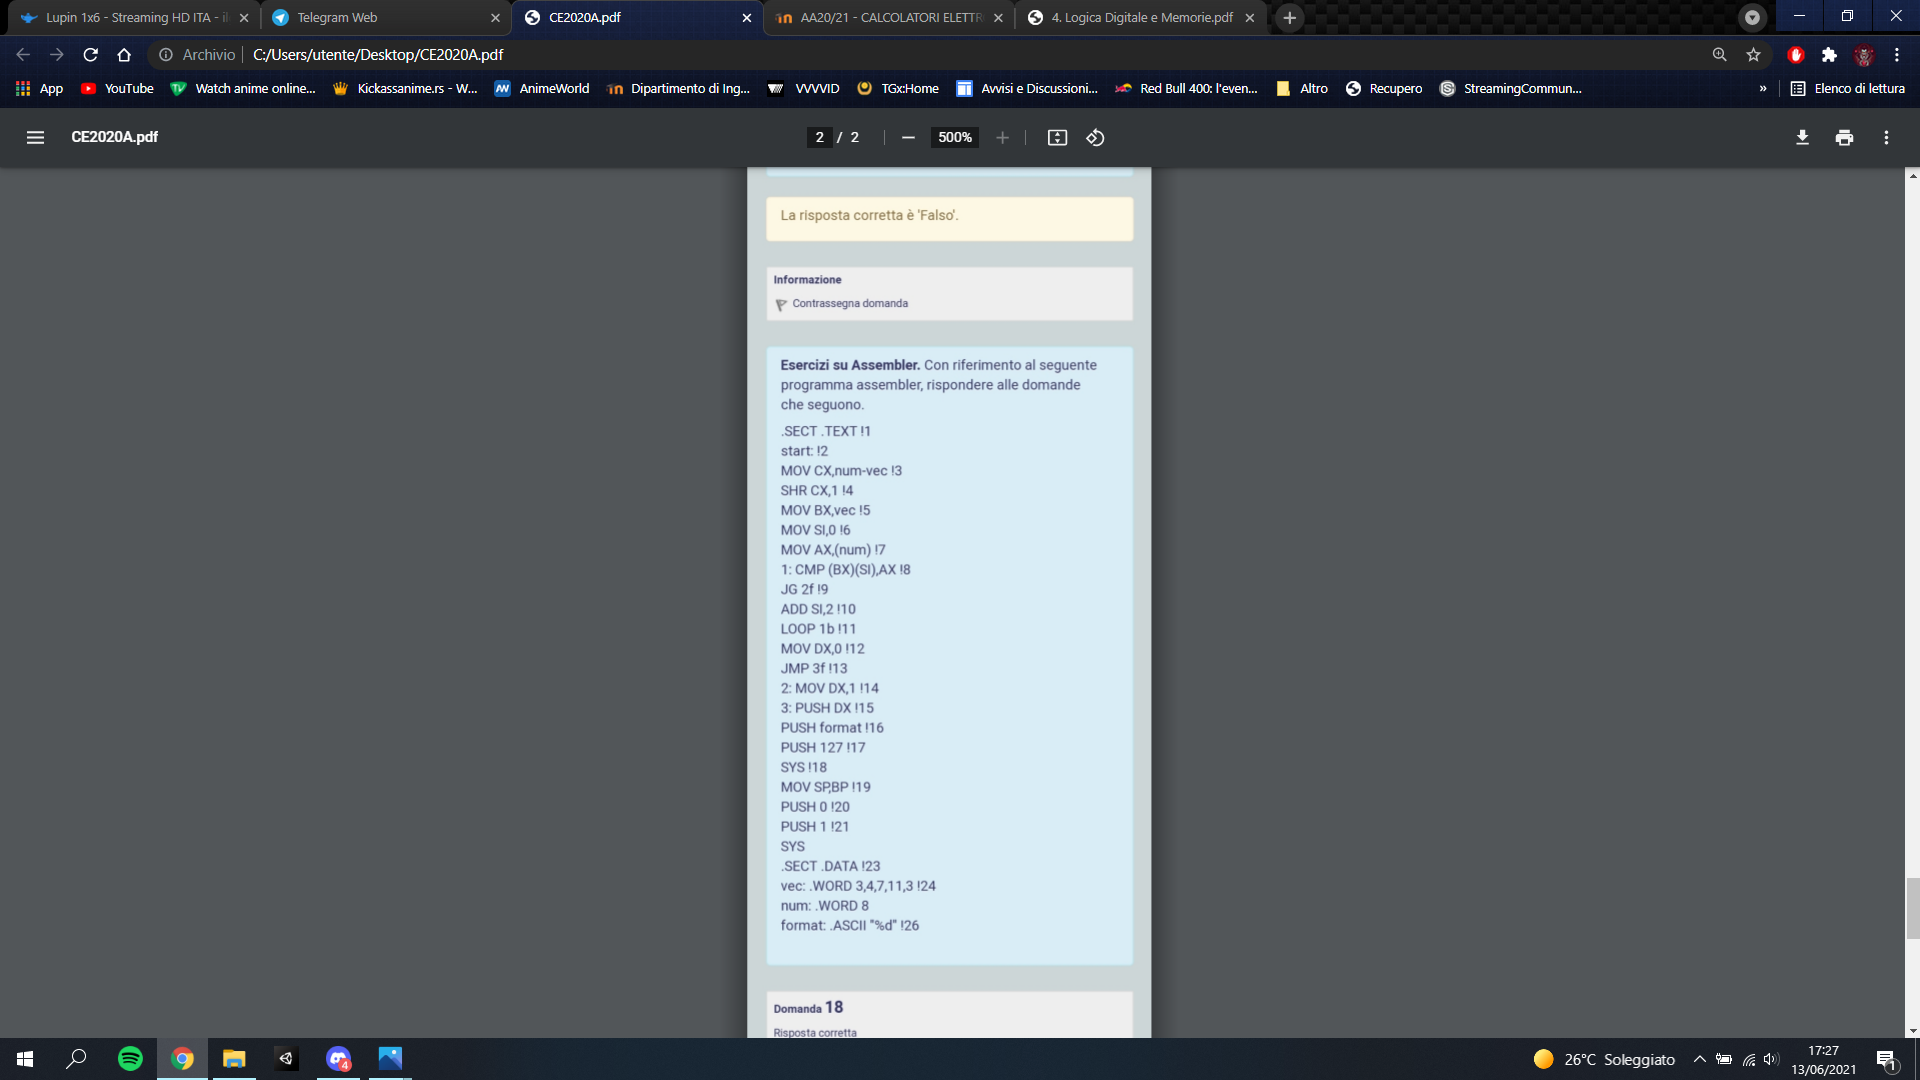 Lupin 1x6 - Streaming HD ITA - il
Telegram Web
CE2020A.pdf
AA20/21 - CALCOLATORI ELETTR
4. Logica Digitale e Memorie.pdf
Archivio
C:/Users/utente/Desktop/CE2020A.pdf
App
YouTube
Watch anime online...
Kickassanime.rs - W...
AnimeWorld
Dipartimento di Ing...
VVVVID
TGx:Home
Avvisi e Discussioni...
Red Bull 400: l'even...
Altro
Recupero
StreamingCommun...
»
Elenco di lettura
CE2020A.pdf
2 / 2
500%
La risposta corretta è 'Falso'.
Informazione
Contrassegna domanda
Esercizi su Assembler. Con riferimento al seguente
programma assembler, rispondere alle domande
che seguono.
.SECT .TEXT !1
start: !2
MOV CX,num-vec !3
SHR CX,1 !4
MOV BX,vec !5
MOV SI,0 !6
MOV AX,(num) !7
1: CMP (BX)(SI),AX !8
JG 2f !9
ADD SI,2 !10
LOOP 1b !11
MOV DX,0 !12
JMP 3f !13
2: MOV DX,1 !14
3: PUSH DX !15
PUSH format !16
PUSH 127 !17
SYS !18
MOV SP,BP !19
PUSH 0 !20
PUSH 1 !21
SYS
.SECT .DATA !23
vec: .WORD 3,4,7,11,3 !24
num: .WORD 8
format: .ASCII "%d" !26
Domanda 18
Risposta corretta
4
26°C Soleggiato
17:27
13/06/2021
1